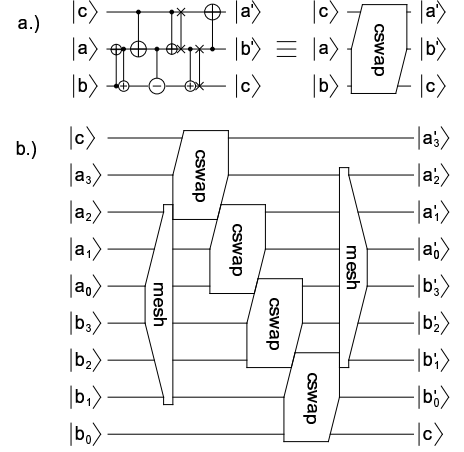 a.) |c⟩ |a'⟩ |c⟩ |a'⟩
|a⟩ |b'⟩ ≡ |a⟩ cswap |b'⟩
|b⟩ |c⟩ |b⟩ |c⟩
b.) |c⟩ |a'₃⟩
|a₃⟩ cswap |a'₂⟩
|a₂⟩ |a'₁⟩
|a₁⟩ cswap |a'₀⟩
|a₀⟩ mesh mesh |b'₃⟩
|b₃⟩ cswap |b'₂⟩
|b₂⟩ |b'₁⟩
|b₁⟩ cswap |b'₀⟩
|b₀⟩ |c⟩